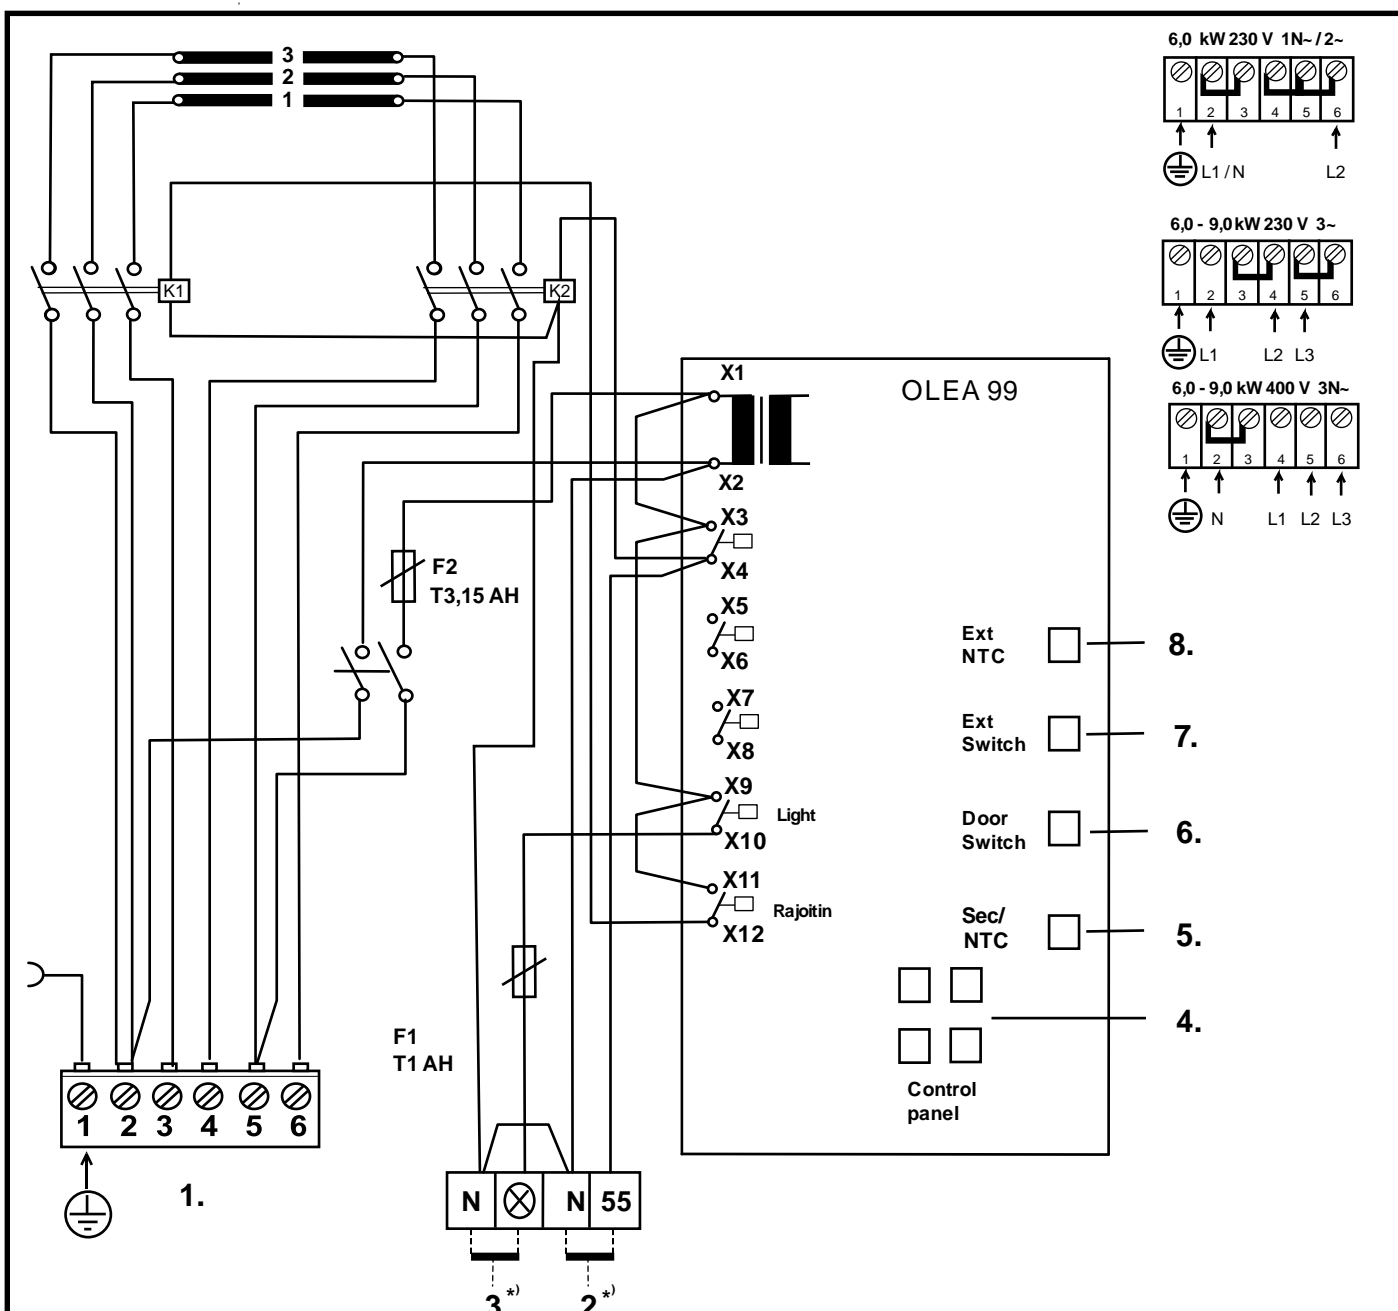 3
2
1
K1
K2
X1
OLEA 99
X2
X3
X4
F2
T3,15 AH
X5
X6
X7
X8
X9
Light
X10
X11
Rajoitin
X12
Ext
NTC
8.
Ext
Switch
7.
Door
Switch
6.
Sec/
NTC
5.
4.
Control
panel
F1
T1 AH
1 2 3 4 5 6
1.
N N 55
3 *) 2 *)
6,0 kW 230 V 1N~ / 2~
1 2 3 4 5 6
L1 / N L2
6,0 - 9,0 kW 230 V 3~
1 2 3 4 5 6
L1 L2 L3
6,0 - 9,0 kW 400 V 3N~
1 2 3 4 5 6
N L1 L2 L3